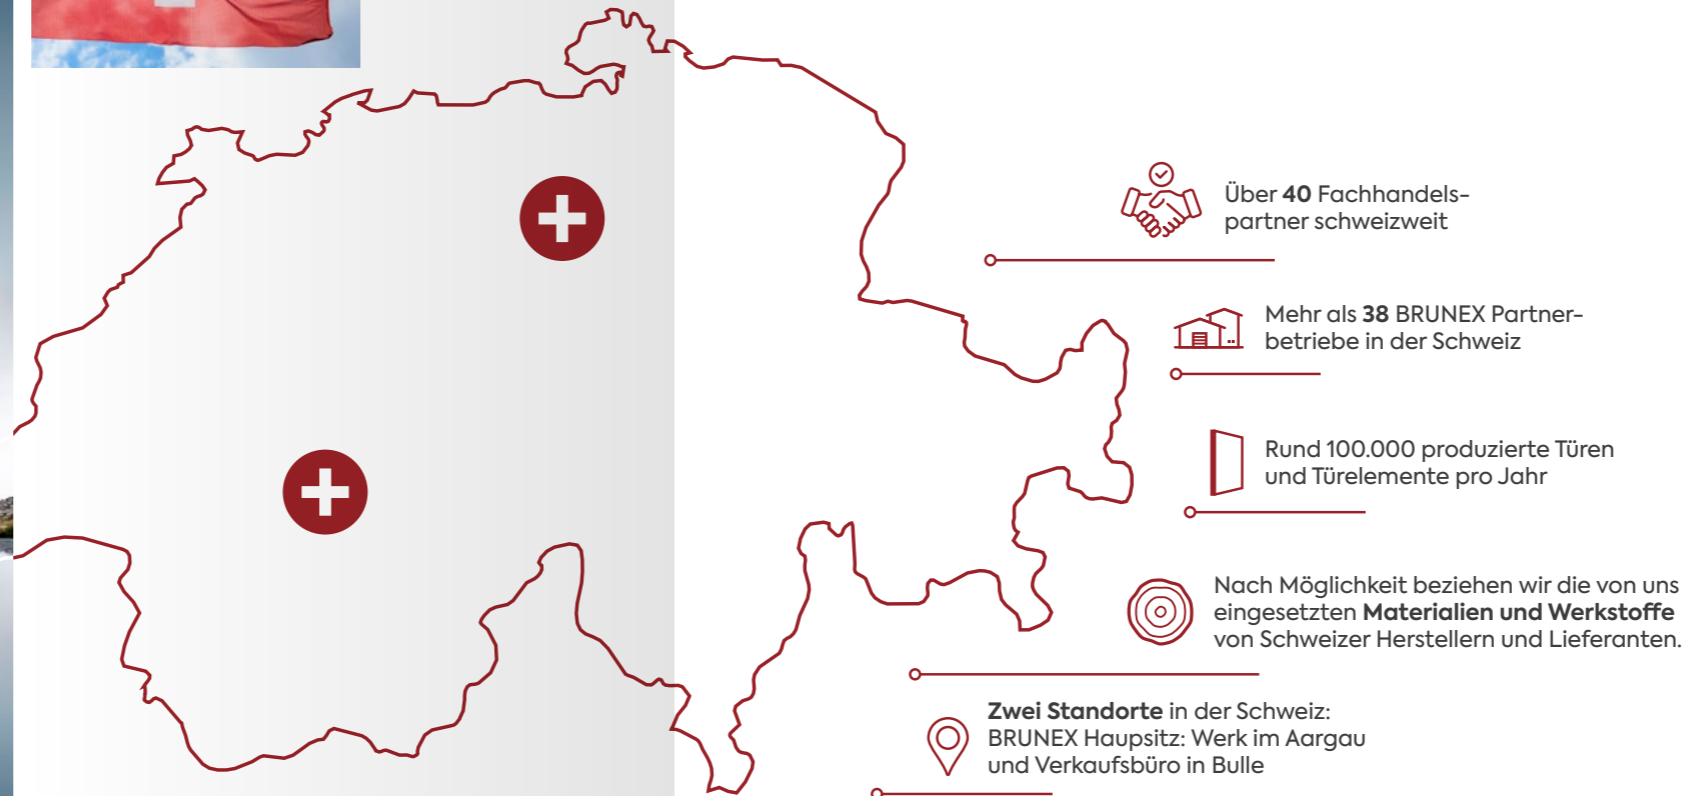 Über 40 Fachhandels-
partner schweizweit
Mehr als 38 BRUNEX Partner-
betriebe in der Schweiz
Rund 100.000 produzierte Türen
und Türelemente pro Jahr
Nach Möglichkeit beziehen wir die von uns
eingesetzten Materialien und Werkstoffe
von Schweizer Herstellern und Lieferanten.
Zwei Standorte in der Schweiz:
BRUNEX Haupsitz: Werk im Aargau
und Verkaufsbüro in Bulle